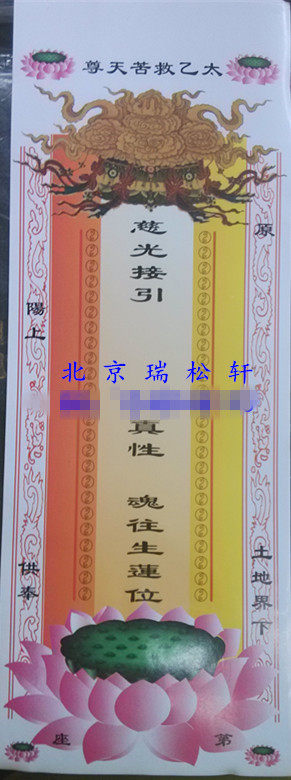 太乙救苦天尊
原 土地界下
慈光接引 真性 魂往生蓮位
陽上 供奉
第 座
北京瑞松轩